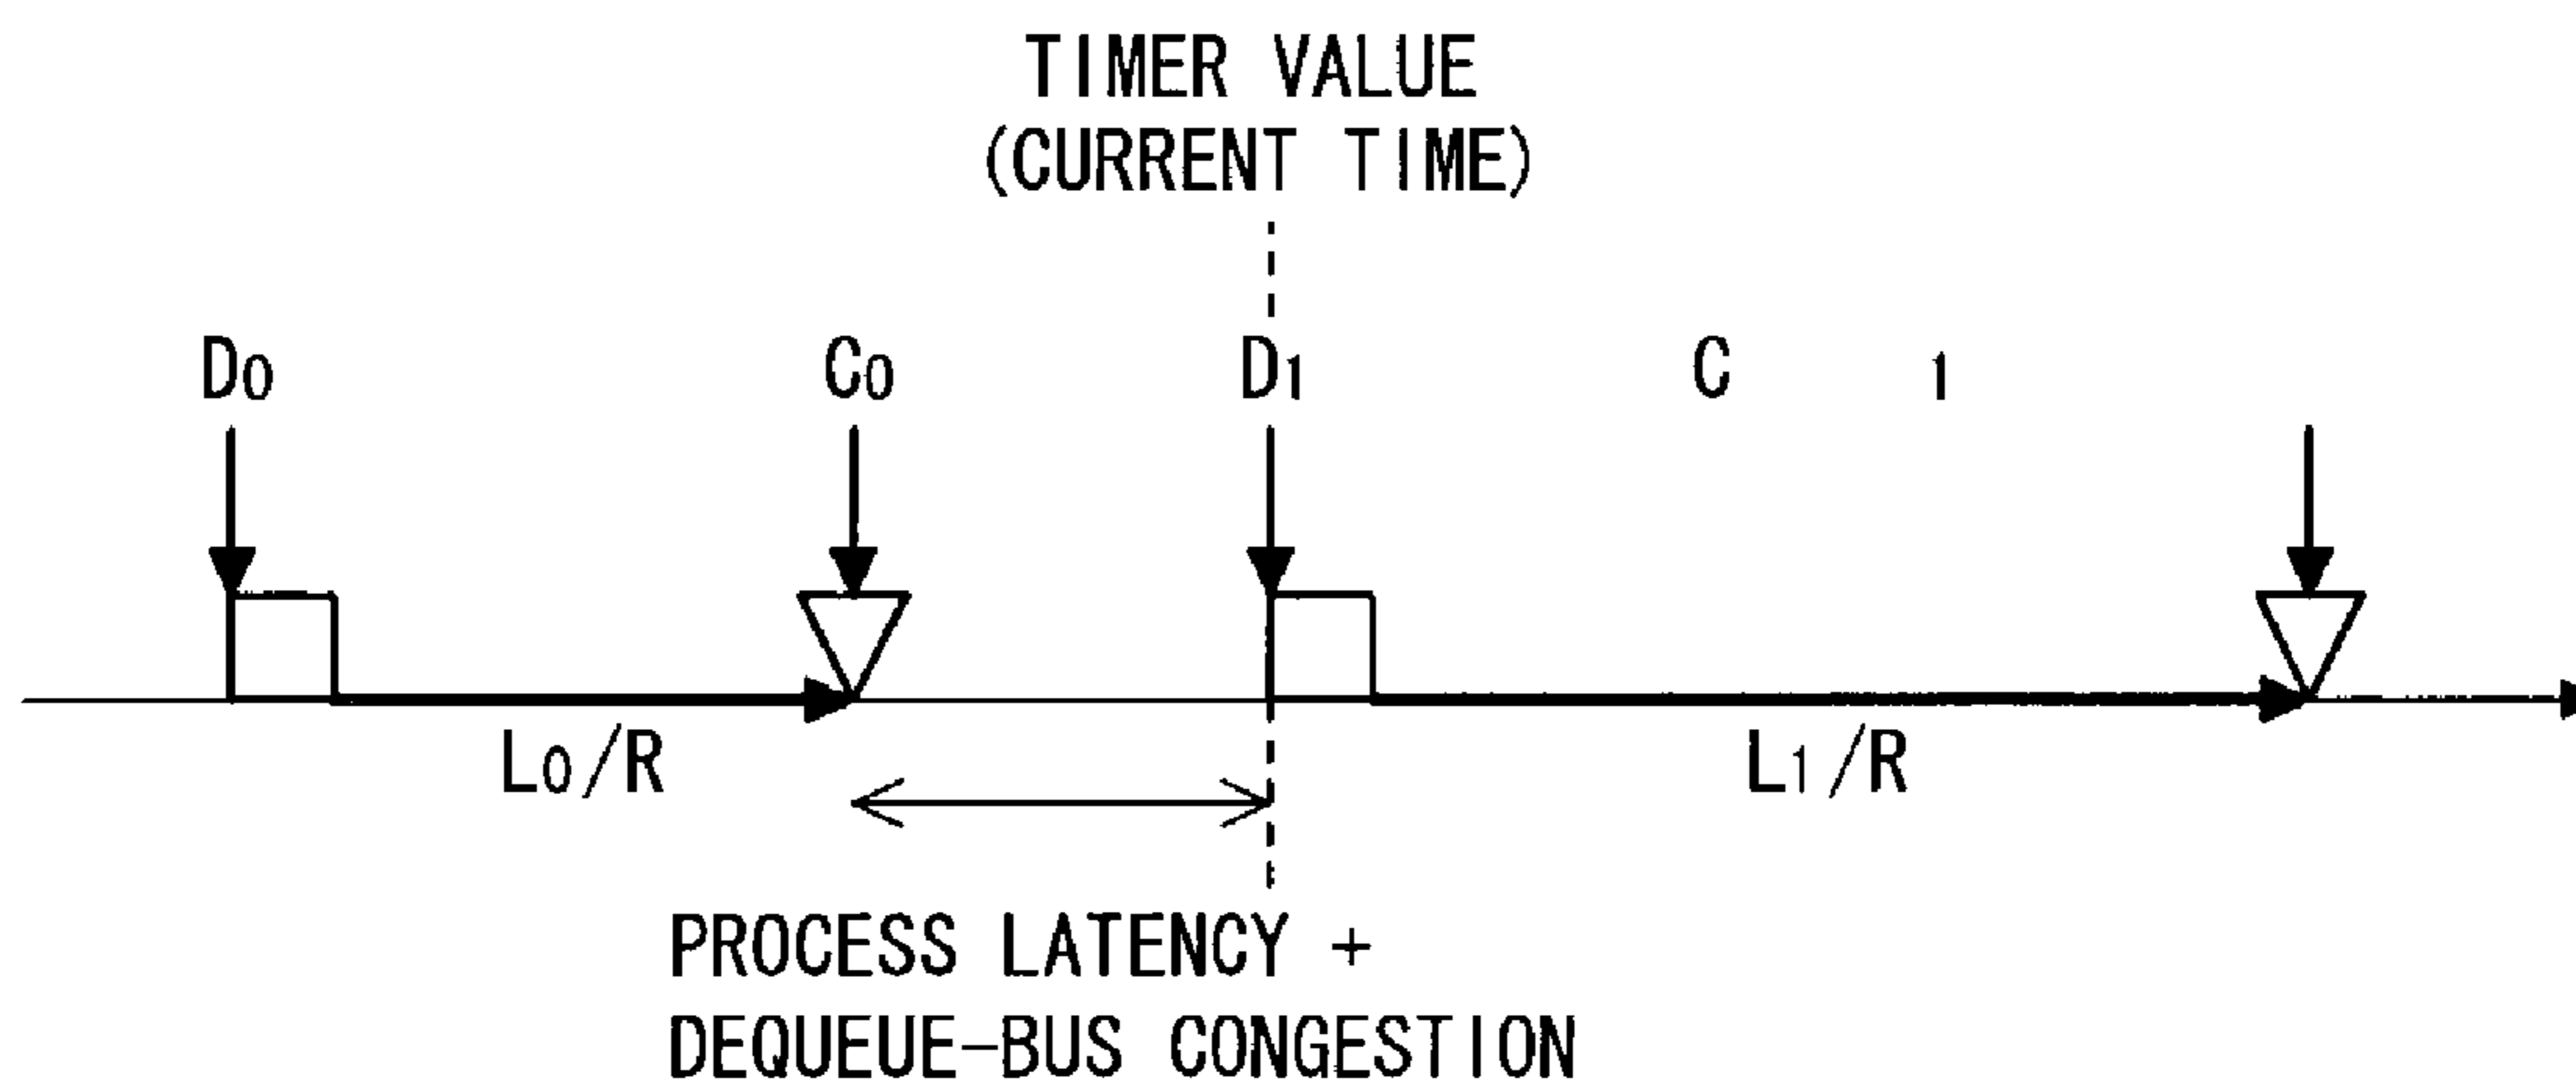 TIMER VALUE
(CURRENT TIME)
D0 C0 D1 C 1
L0/R L1/R
PROCESS LATENCY +
DEQUEUE-BUS CONGESTION